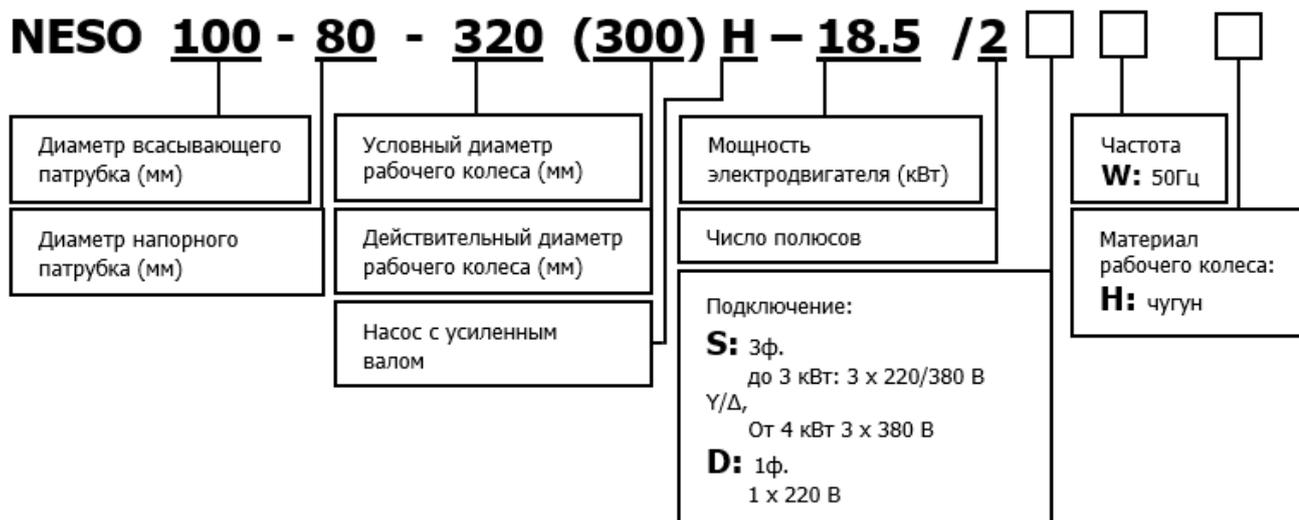 NESO 100 - 80 - 320 (300) H – 18.5 /2
Диаметр всасывающего
патрубка (мм)
Диаметр напорного
патрубка (мм)
Условный диаметр
рабочего колеса (мм)
Действительный диаметр
рабочего колеса (мм)
Насос с усиленным
валом
Мощность
электродвигателя (кВт)
Число полюсов
Подключение:
S: 3ф.
до 3 кВт: 3 x 220/380 В
Y/Δ,
От 4 кВт 3 x 380 В
D: 1ф.
1 x 220 В
Частота
W: 50Гц
Материал
рабочего колеса:
H: чугун